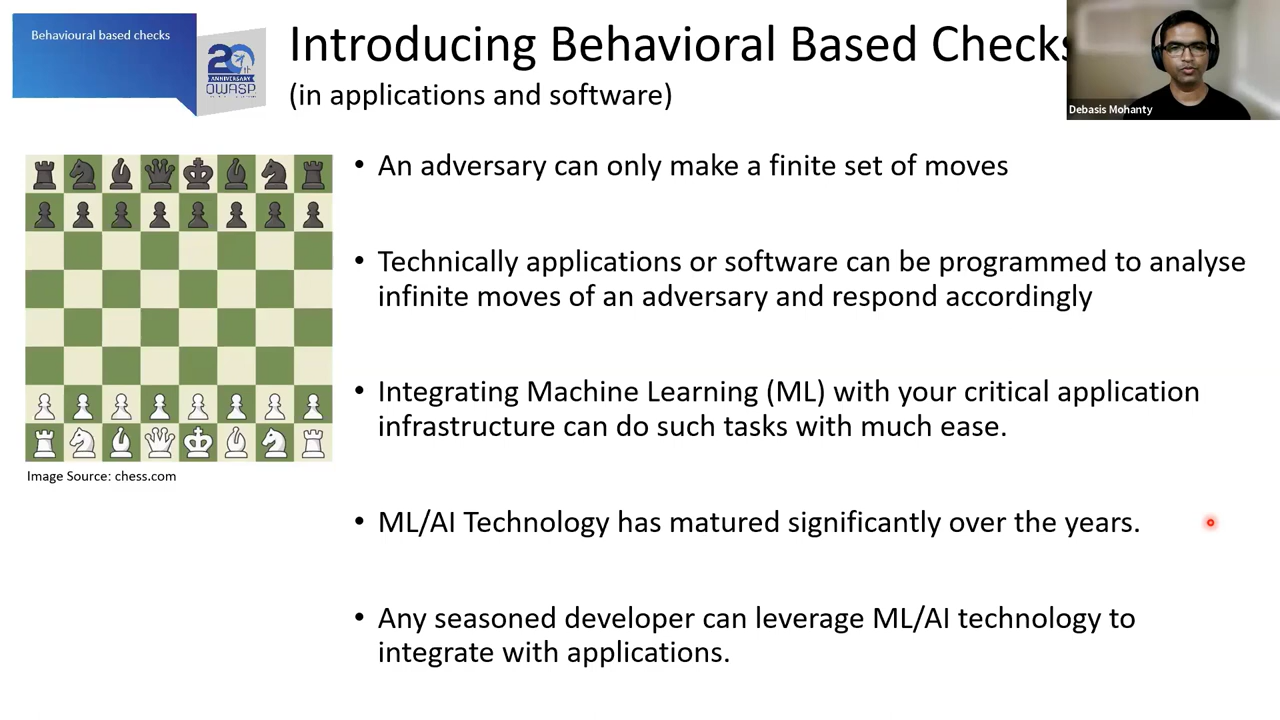 Behavioural based checks
20
th
ANNIVERSARY
OWASP
Introducing Behavioral Based Checks
(in applications and software)
Debasis Mohanty
• An adversary can only make a finite set of moves
• Technically applications or software can be programmed to analyse
infinite moves of an adversary and respond accordingly
• Integrating Machine Learning (ML) with your critical application
infrastructure can do such tasks with much ease.
Image Source: chess.com
• ML/AI Technology has matured significantly over the years.
• Any seasoned developer can leverage ML/AI technology to
integrate with applications.